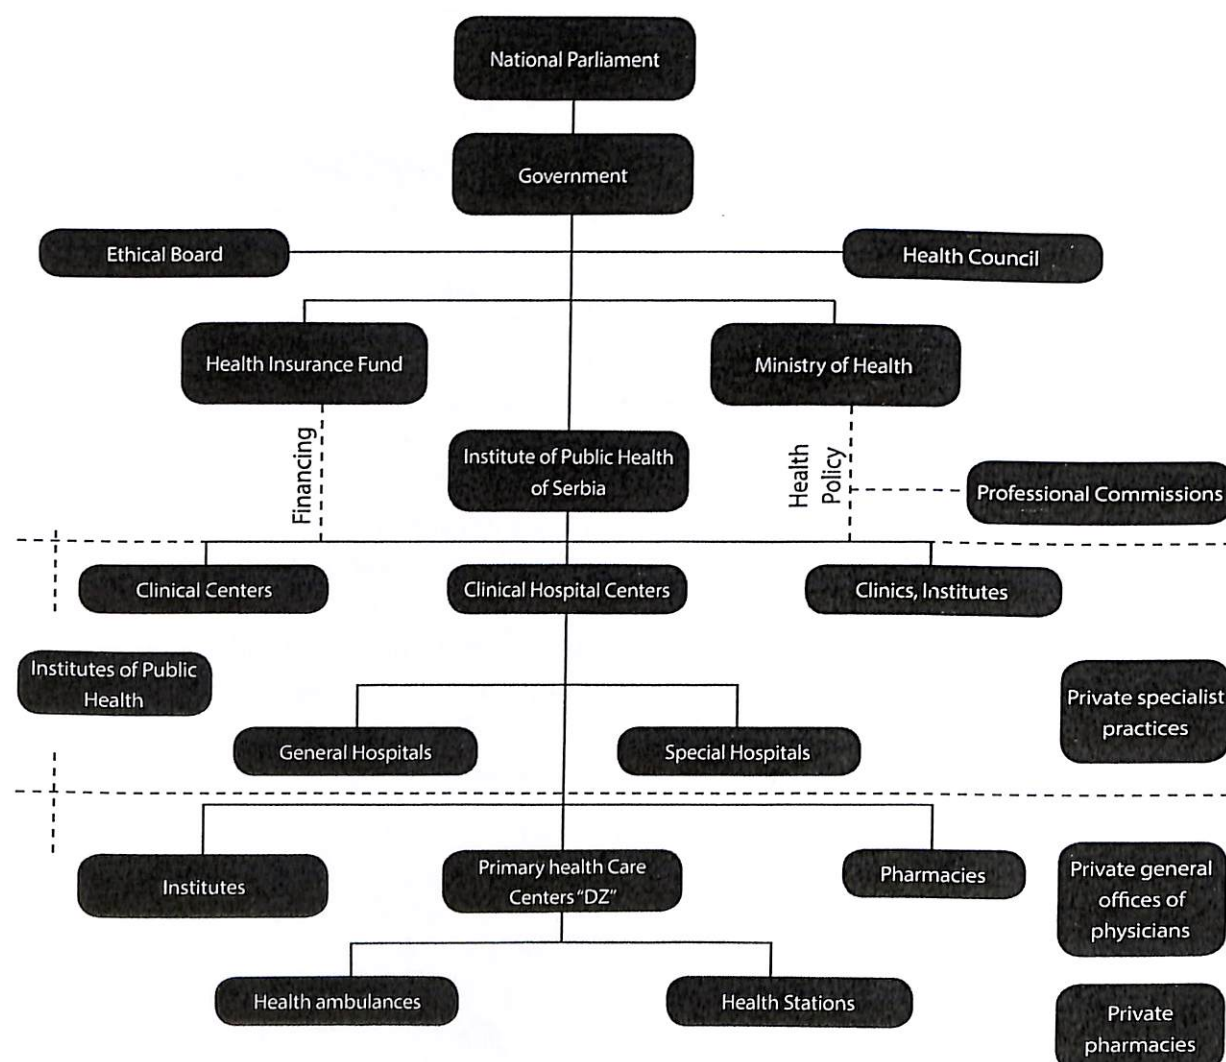 National Parliament
Government
Ethical Board
Health Council
Health Insurance Fund
Ministry of Health
Financing
Institute of Public Health
of Serbia
Health
Policy
Professional Commissions
Clinical Centers
Clinical Hospital Centers
Clinics, Institutes
Institutes of Public
Health
Private specialist
practices
General Hospitals
Special Hospitals
Institutes
Primary health Care
Centers "DZ"
Pharmacies
Private general
offices of
physicians
Health ambulances
Health Stations
Private
pharmacies